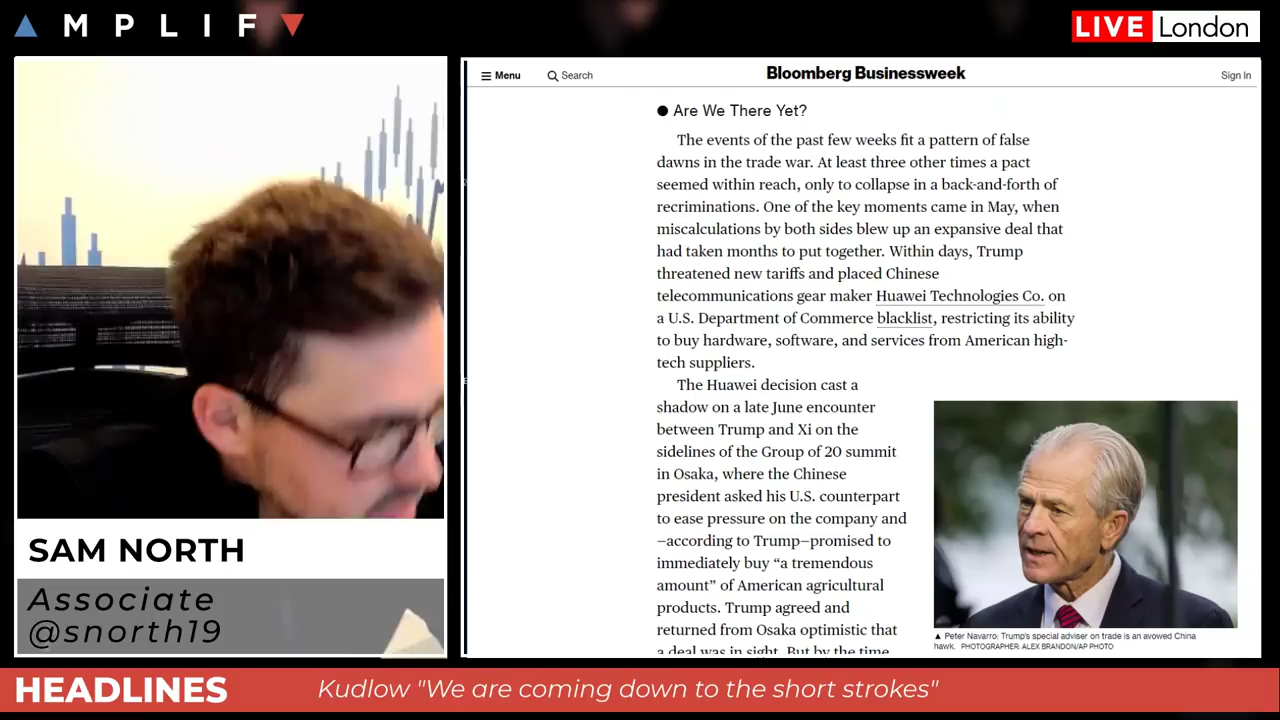 AMPLIFY
LIVE London
Menu
Search
Bloomberg Businessweek
Sign In
● Are We There Yet?
The events of the past few weeks fit a pattern of false
dawns in the trade war. At least three other times a pact
seemed within reach, only to collapse in a back-and-forth of
recriminations. One of the key moments came in May, when
miscalculations by both sides blew up an expansive deal that
had taken months to put together. Within days, Trump
threatened new tariffs and placed Chinese
telecommunications gear maker Huawei Technologies Co. on
a U.S. Department of Commerce blacklist, restricting its ability
to buy hardware, software, and services from American high-
tech suppliers.
The Huawei decision cast a
shadow on a late June encounter
between Trump and Xi on the
sidelines of the Group of 20 summit
in Osaka, where the Chinese
president asked his U.S. counterpart
to ease pressure on the company and
—according to Trump—promised to
immediately buy “a tremendous
amount” of American agricultural
products. Trump agreed and
returned from Osaka optimistic that
a deal was in sight. But by the time
▲ Peter Navarro: Trump's special adviser on trade is an avowed China
hawk. PHOTOGRAPHER: ALEX BRANDON/AP PHOTO
SAM NORTH
Associate
@snorth19
HEADLINES
Kudlow "We are coming down to the short strokes"